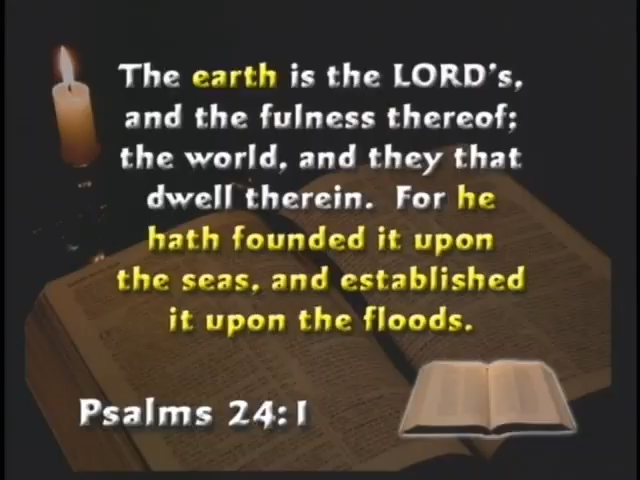 The earth is the LORD's,
and the fulness thereof;
the world, and they that
dwell therein. For he
hath founded it upon
the seas, and established
it upon the floods.
Psalms 24:1